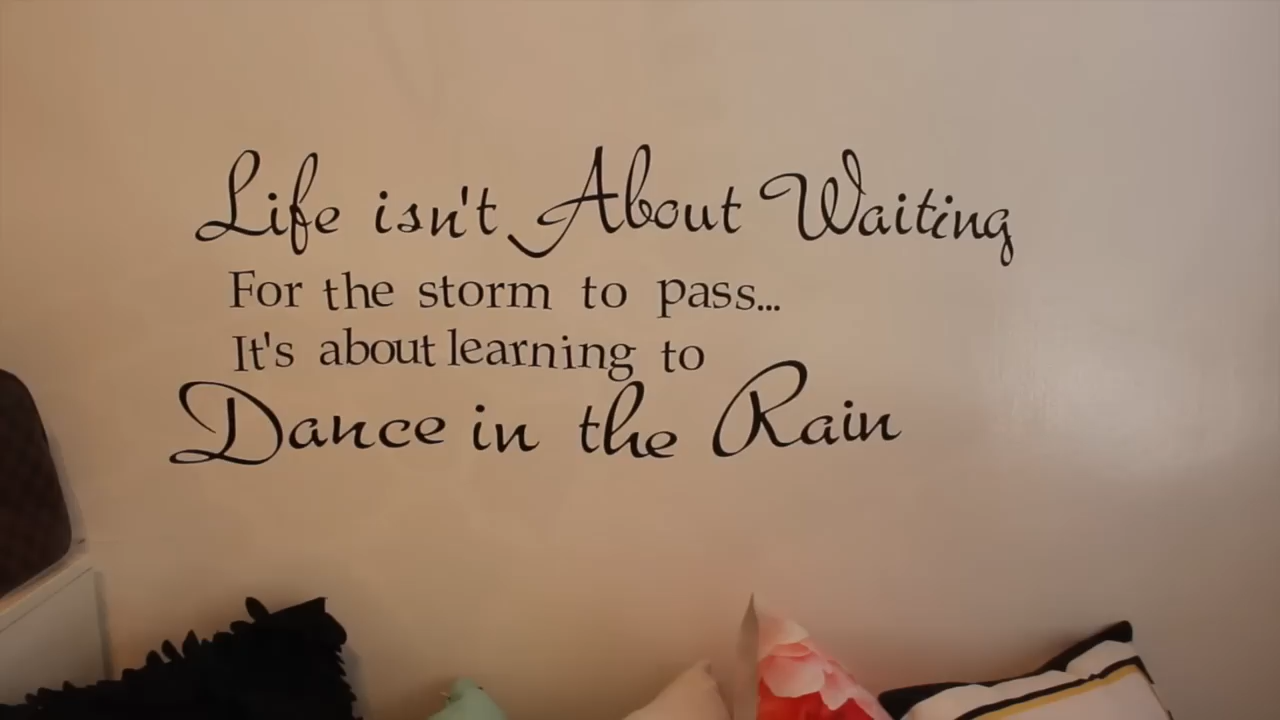 Life isn't About Waiting
For the storm to pass...
It's about learning to
Dance in the Rain